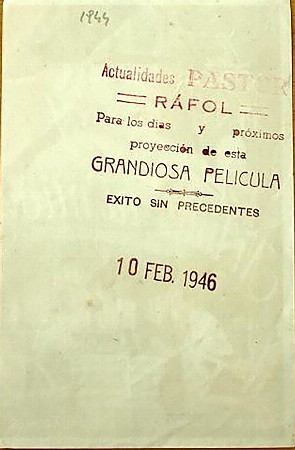 1944
Actualidades PASTOR
RÁFOL
Para los dias y próximos
proyección de esta
GRANDIOSA PELICULA
EXITO SIN PRECEDENTES
10 FEB. 1946